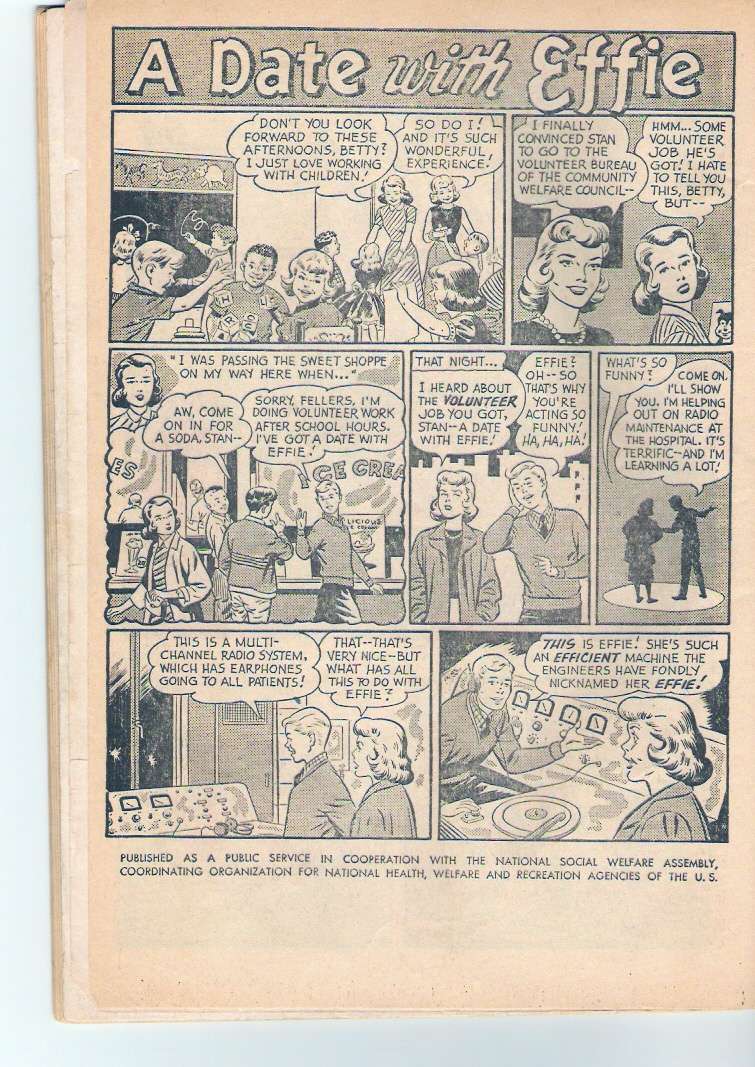 A Date with Effie
DON'T YOU LOOK
FORWARD TO THESE
AFTERNOONS, BETTY?
I JUST LOVE WORKING
WITH CHILDREN!
SO DO I!
AND IT'S SUCH
WONDERFUL
EXPERIENCE!
I FINALLY
CONVINCED STAN
TO GO TO THE
VOLUNTEER BUREAU
OF THE COMMUNITY
WELFARE COUNCIL--
HMM... SOME
VOLUNTEER
JOB HE'S
GOT! I HATE
TO TELL YOU
THIS, BETTY,
BUT--
"I WAS PASSING THE SWEET SHOPPE
ON MY WAY HERE WHEN..."
AW, COME
ON IN FOR
A SODA, STAN--
SORRY, FELLERS, I'M
DOING VOLUNTEER WORK
AFTER SCHOOL HOURS.
I'VE GOT A DATE WITH
EFFIE!
ES
ICE CREA
LICIOUS
THAT NIGHT...
I HEARD ABOUT
THE VOLUNTEER
JOB YOU GOT,
STAN--A DATE
WITH EFFIE!
EFFIE?
OH--SO
THAT'S WHY
YOU'RE
ACTING SO
FUNNY!
HA, HA, HA!
WHAT'S SO
FUNNY?
COME ON,
I'LL SHOW
YOU. I'M HELPING
OUT ON RADIO
MAINTENANCE AT
THE HOSPITAL. IT'S
TERRIFIC--AND I'M
LEARNING A LOT!
THIS IS A MULTI-
CHANNEL RADIO SYSTEM,
WHICH HAS EARPHONES
GOING TO ALL PATIENTS!
THAT--THAT'S
VERY NICE--BUT
WHAT HAS ALL
THIS TO DO WITH
EFFIE?
THIS IS EFFIE! SHE'S SUCH
AN EFFICIENT MACHINE THE
ENGINEERS HAVE FONDLY
NICKNAMED HER EFFIE!
PUBLISHED AS A PUBLIC SERVICE IN COOPERATION WITH THE NATIONAL SOCIAL WELFARE ASSEMBLY,
COORDINATING ORGANIZATION FOR NATIONAL HEALTH, WELFARE AND RECREATION AGENCIES OF THE U. S.